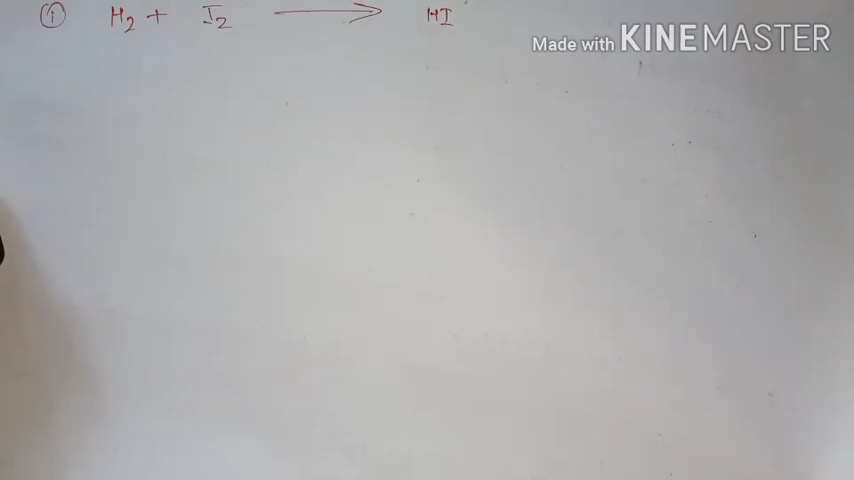 ① H₂ + I₂ ⟶ HI
Made with KINEMASTER